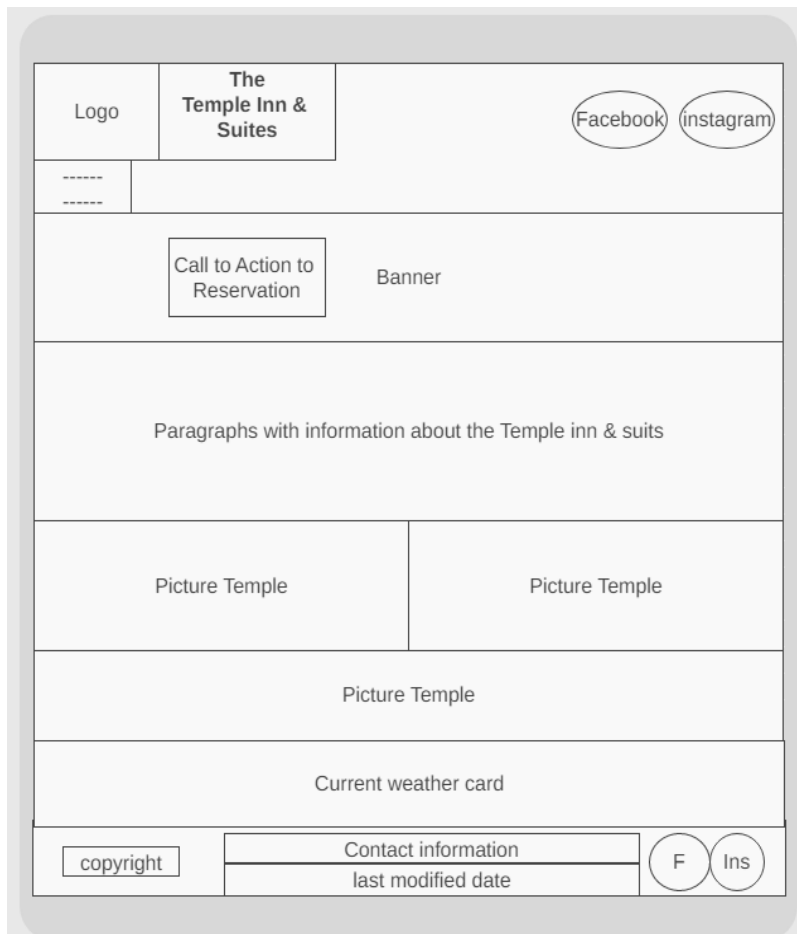 Logo
The
Temple Inn &
Suites
Facebook
instagram
------
------
Call to Action to
Reservation
Banner
Paragraphs with information about the Temple inn & suits
Picture Temple
Picture Temple
Picture Temple
Current weather card
copyright
Contact information
last modified date
F
Ins